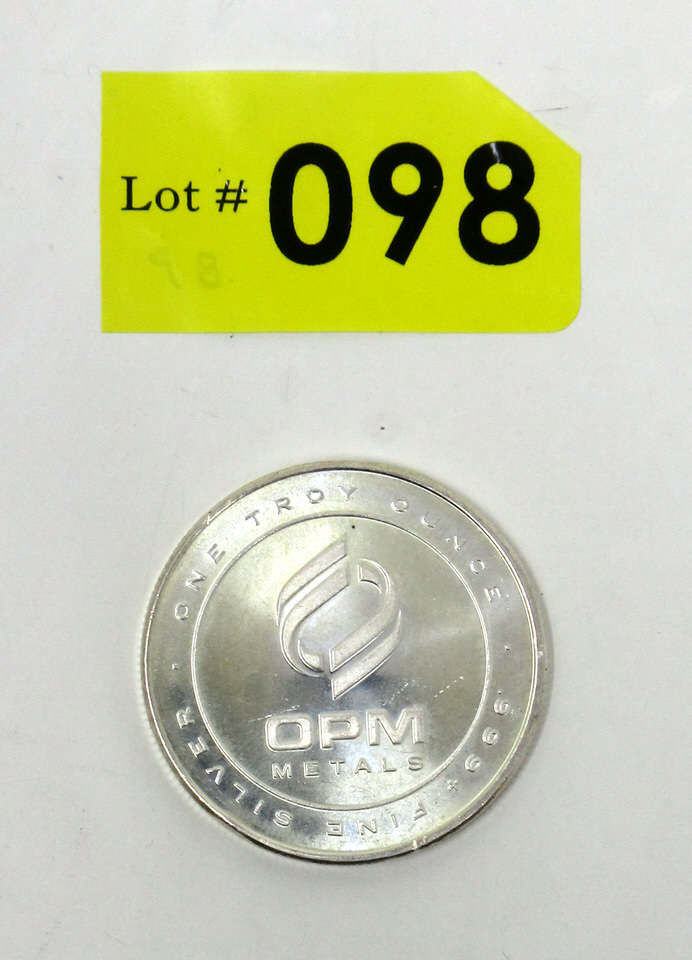 Lot # 098
· ONE TROY OUNCE ·
.999+ FINE SILVER
OPM
METALS